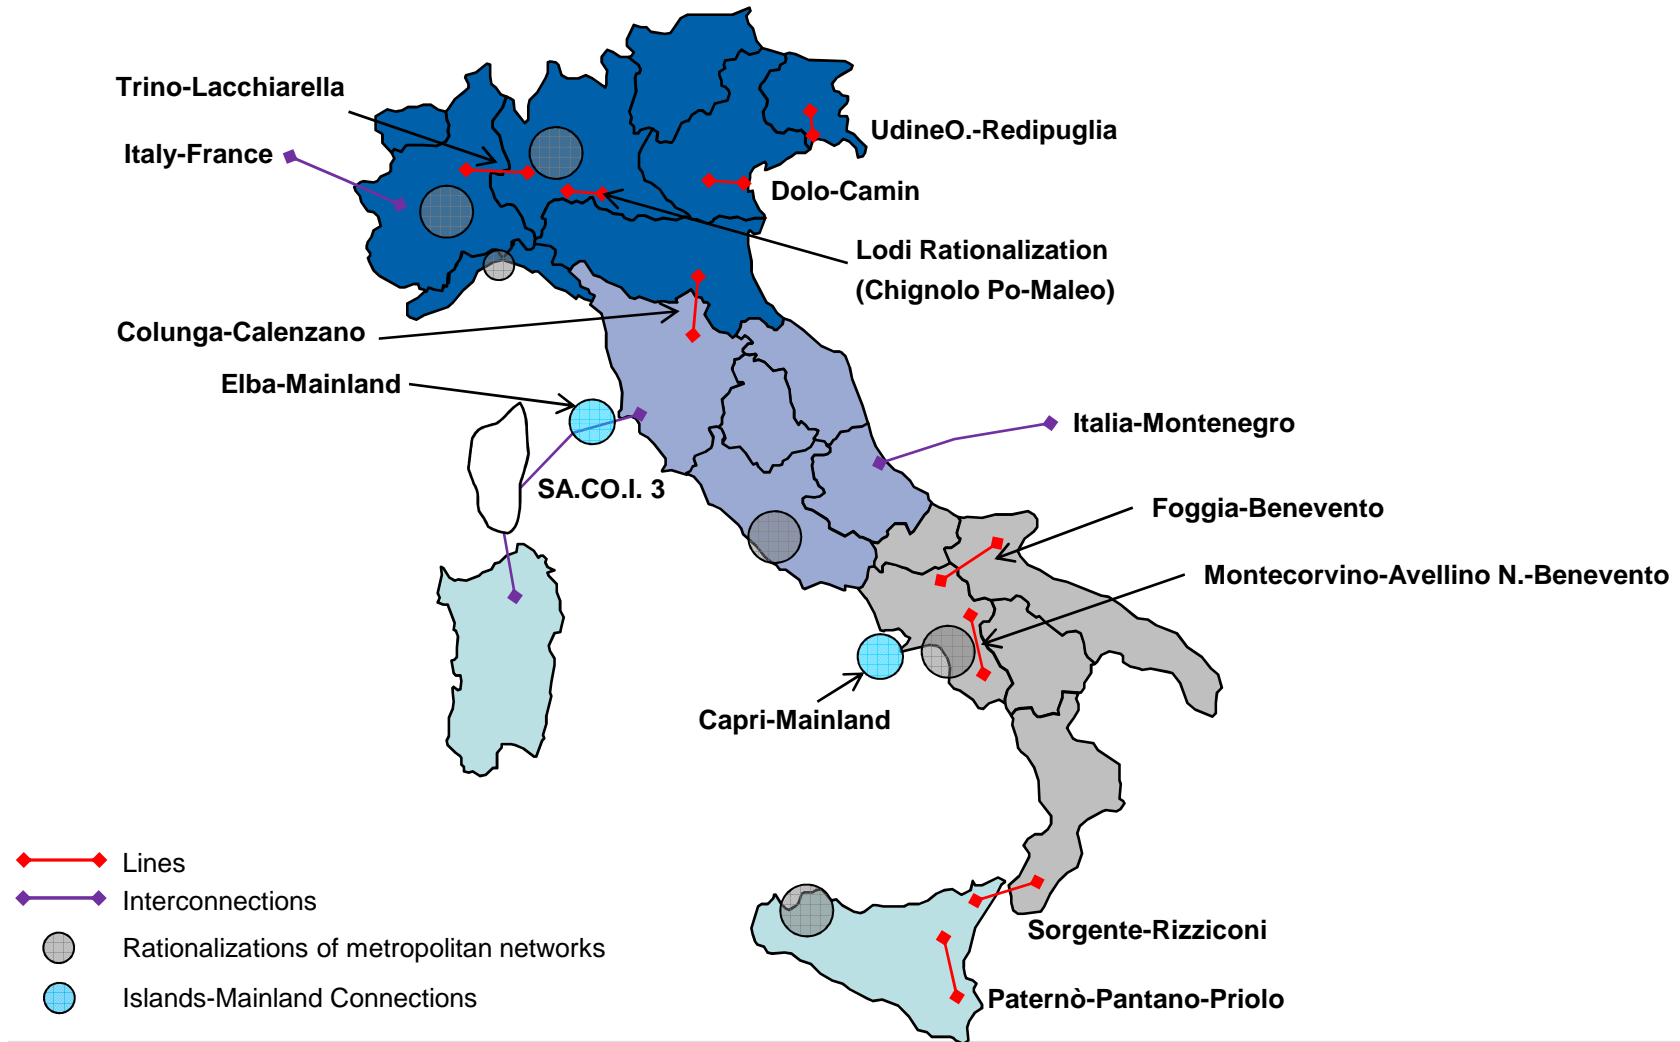 Trino-Lacchiarella
Italy-France
UdineO.-Redipuglia
Dolo-Camin
Lodi Rationalization
(Chignolo Po-Maleo)
Colunga-Calenzano
Elba-Mainland
Italia-Montenegro
SA.CO.I. 3
Foggia-Benevento
Montecorvino-Avellino N.-Benevento
Capri-Mainland
Lines
Interconnections
Rationalizations of metropolitan networks
Islands-Mainland Connections
Sorgente-Rizziconi
Paternò-Pantano-Priolo